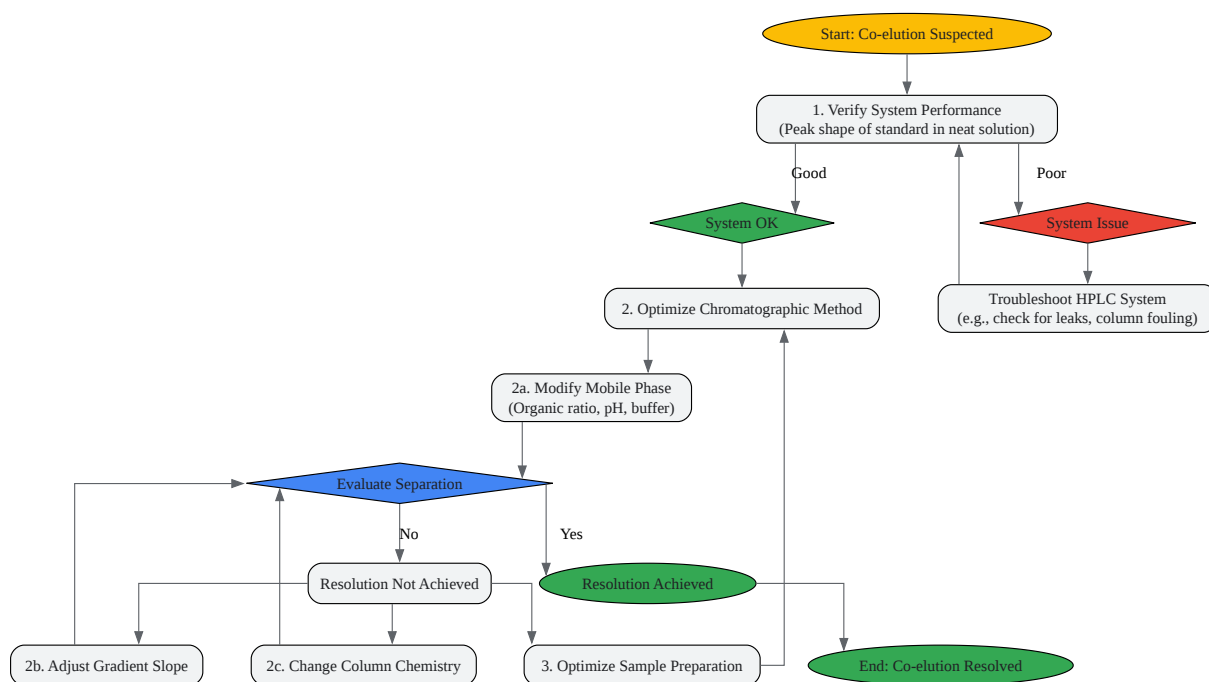 Start: Co-elution Suspected
1. Verify System Performance
(Peak shape of standard in neat solution)
Good
Poor
System OK
System Issue
2. Optimize Chromatographic Method
Troubleshoot HPLC System
(e.g., check for leaks, column fouling)
2a. Modify Mobile Phase
(Organic ratio, pH, buffer)
Evaluate Separation
No
Yes
Resolution Not Achieved
Resolution Achieved
2b. Adjust Gradient Slope
2c. Change Column Chemistry
3. Optimize Sample Preparation
End: Co-elution Resolved